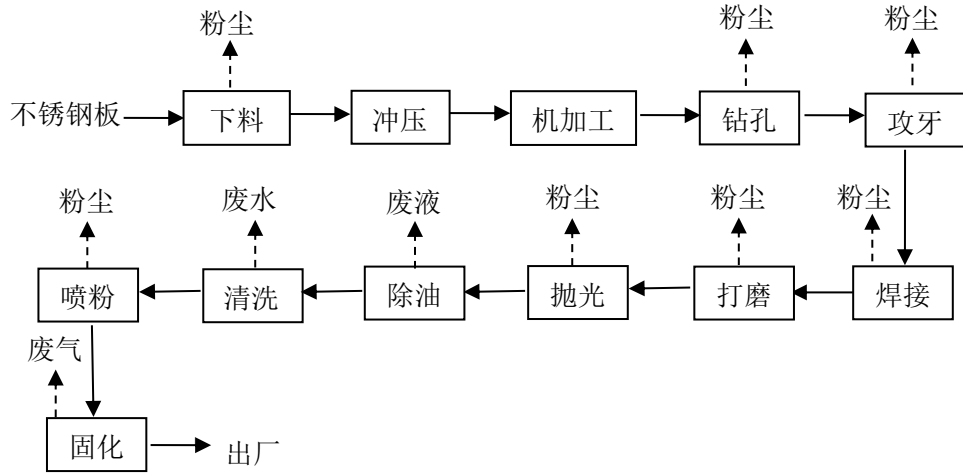 粉尘
粉尘
粉尘
不锈钢板
下料
冲压
机加工
钻孔
攻牙
粉尘
废水
废液
粉尘
粉尘
粉尘
喷粉
清洗
除油
抛光
打磨
焊接
废气
固化
出厂